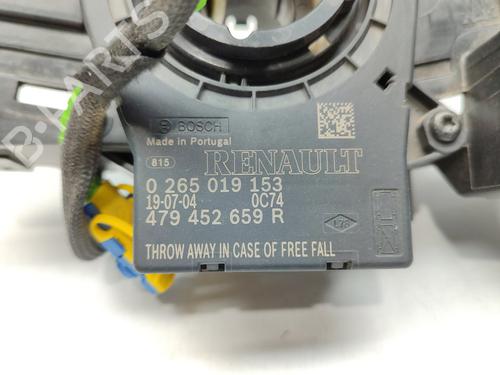 BOSCH
Made in Portugal
815
RENAULT
0 265 019 153
19-07-04 0C74
479 452 659 R
THROW AWAY IN CASE OF FREE FALL
B-PARTS